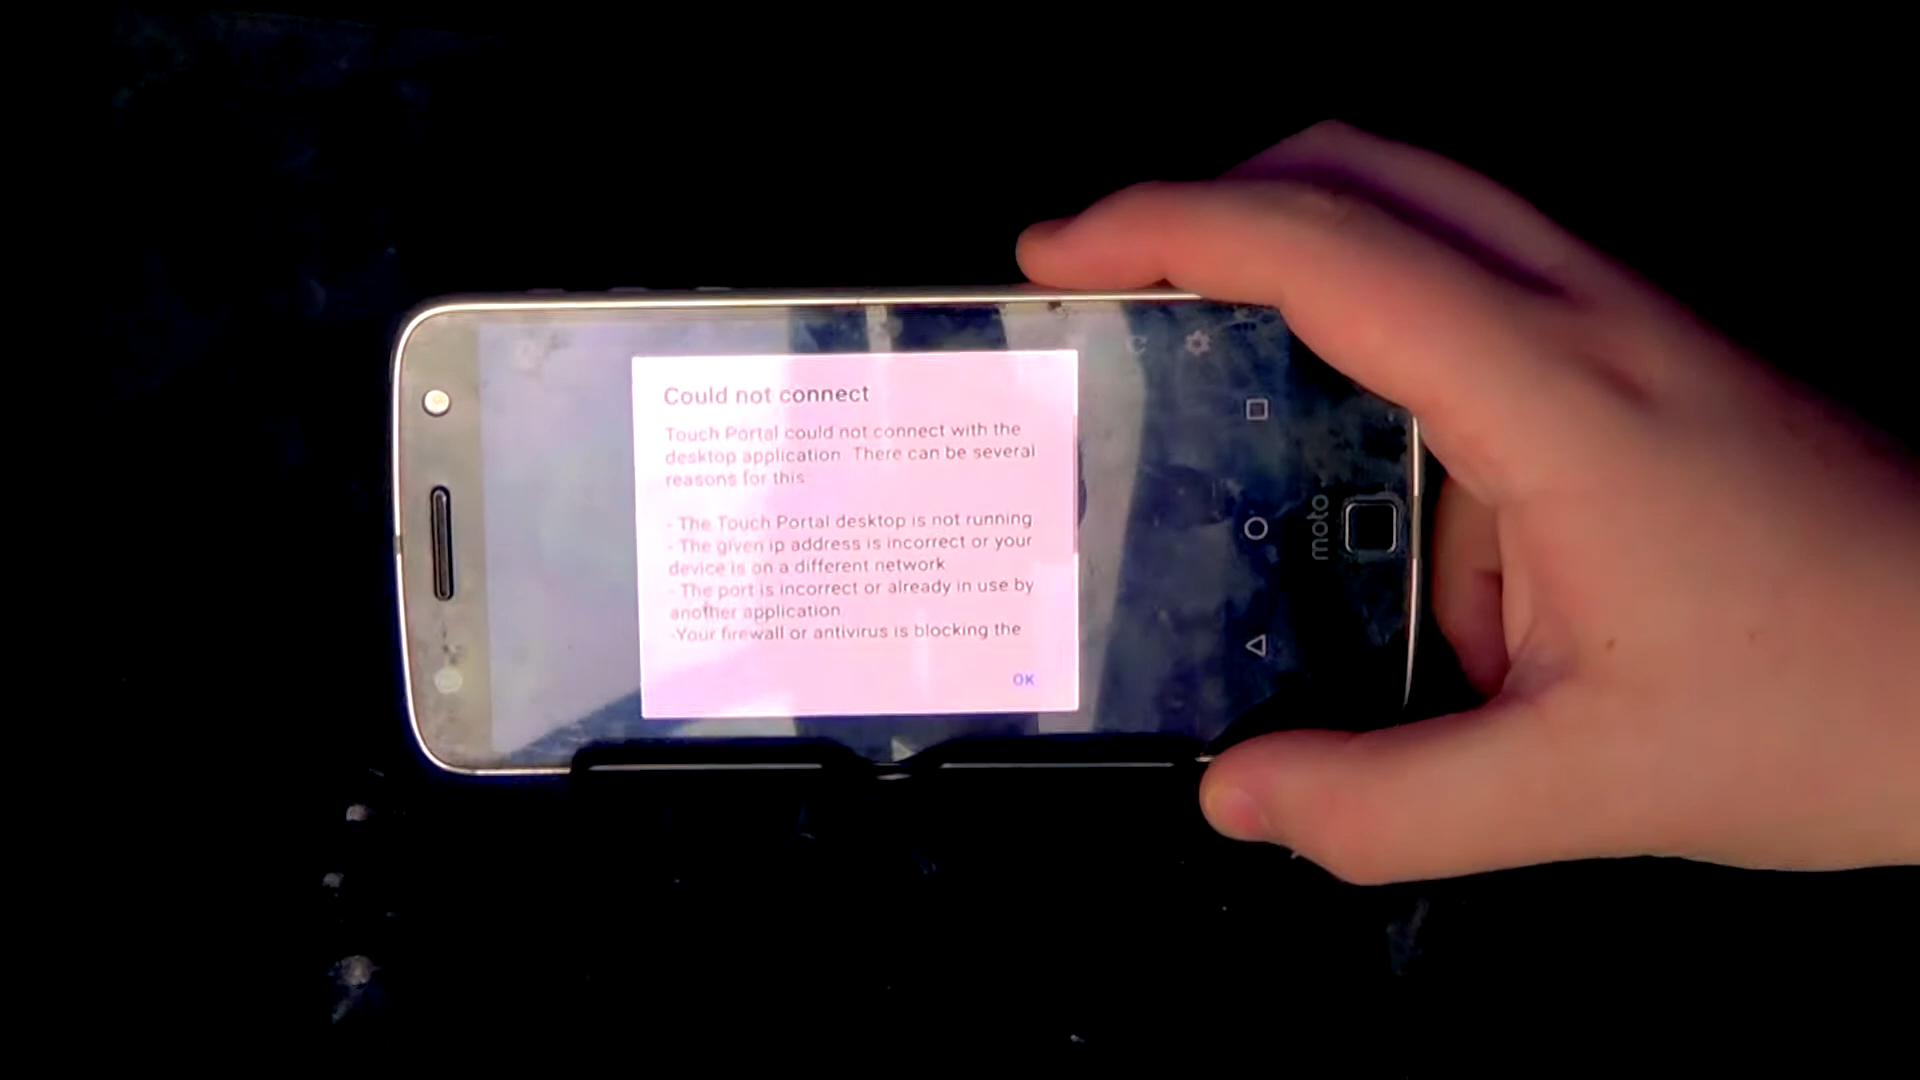 Could not connect
Touch Portal could not connect with the
desktop application. There can be several
reasons for this:
- The Touch Portal desktop is not running
- The given ip address is incorrect or your
device is on a different network
- The port is incorrect or already in use by
another application.
-Your firewall or antivirus is blocking the
OK
moto